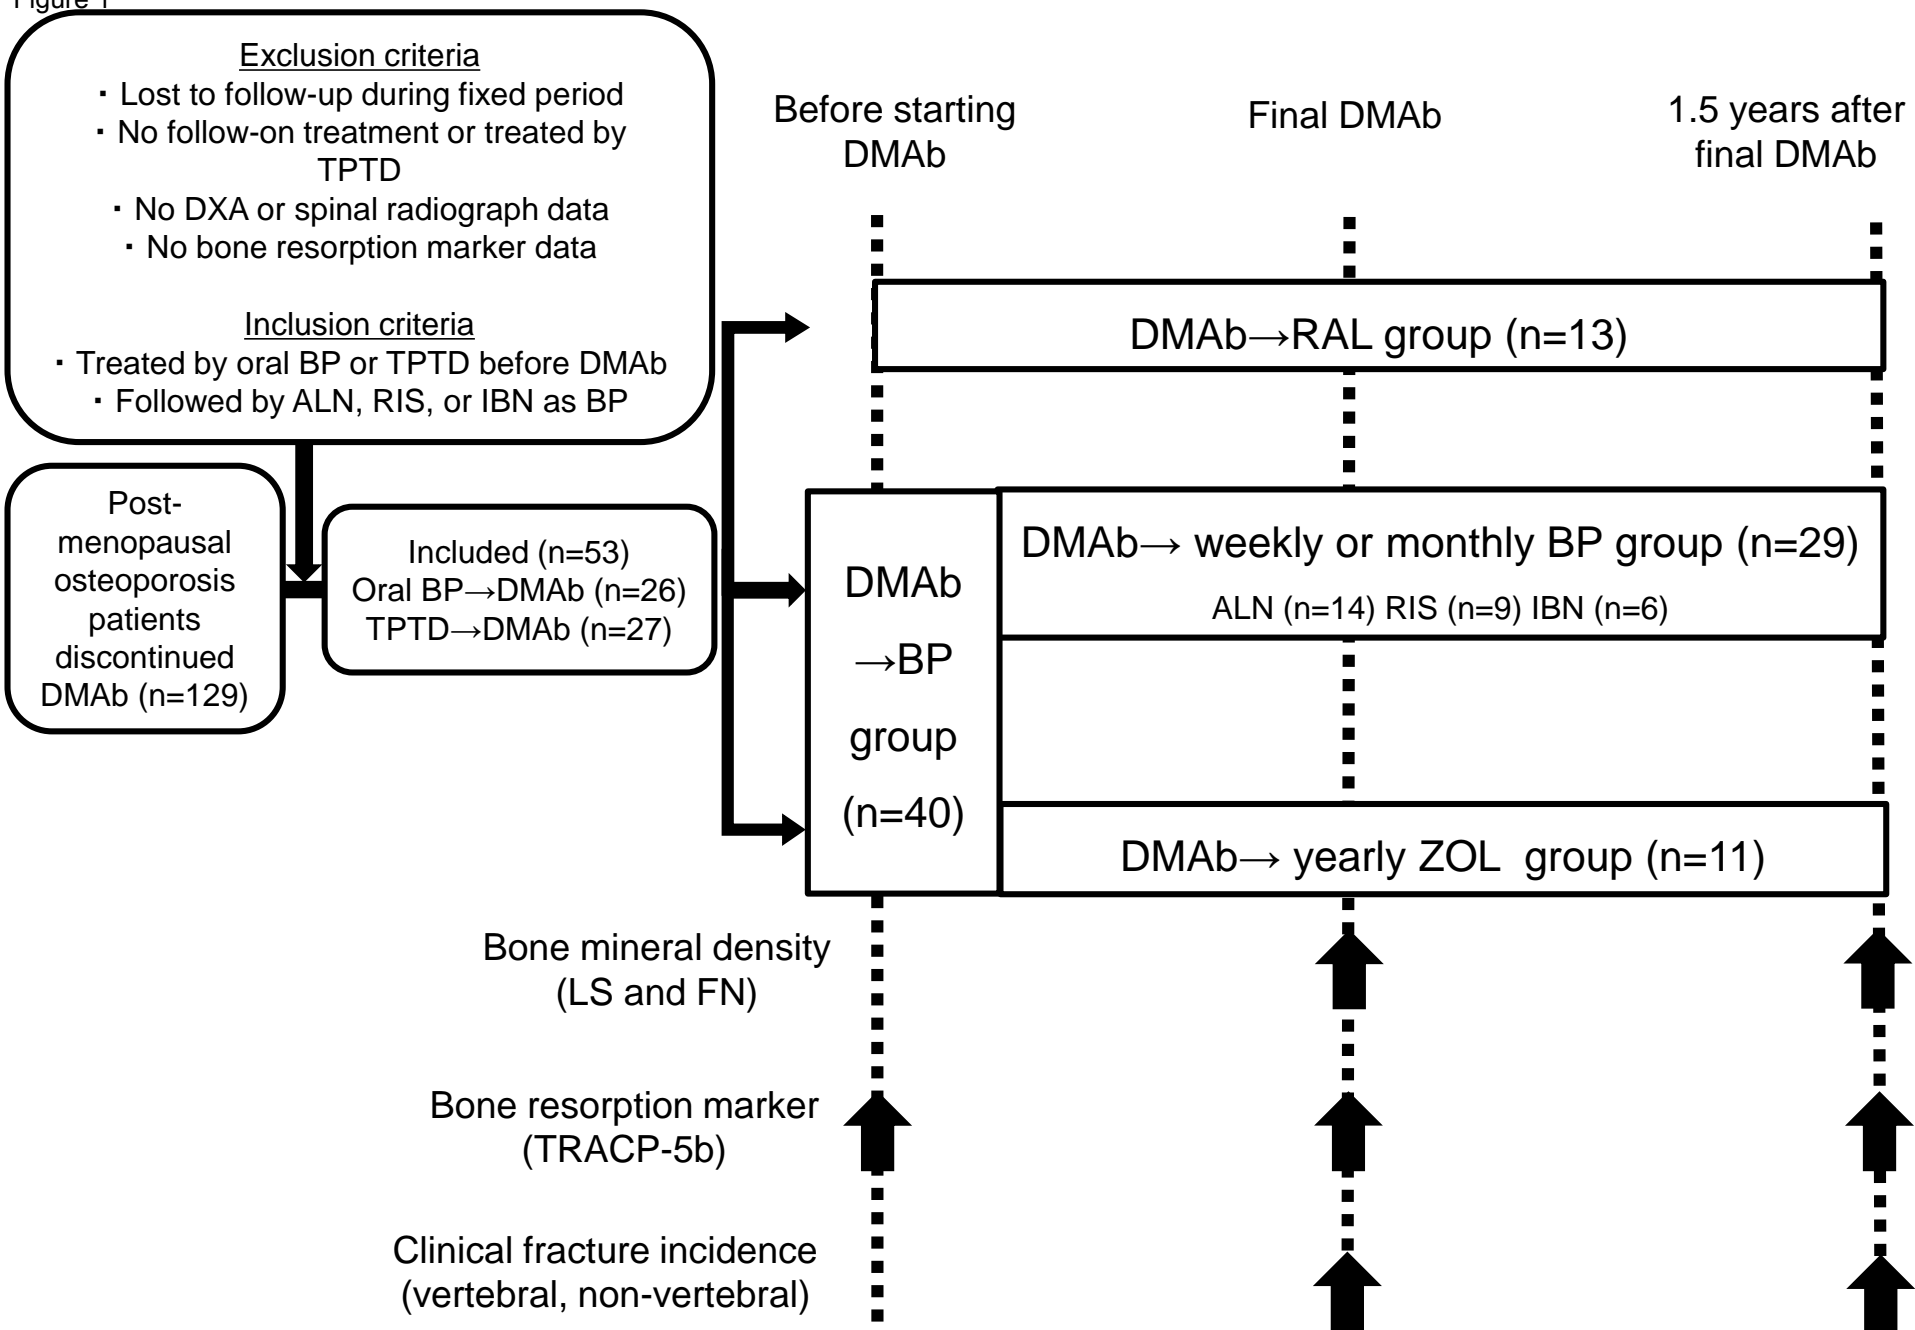 Figure 1
Exclusion criteria
・Lost to follow-up during fixed period
・No follow-on treatment or treated by
TPTD
・No DXA or spinal radiograph data
・No bone resorption marker data
Inclusion criteria
・Treated by oral BP or TPTD before DMAb
・Followed by ALN, RIS, or IBN as BP
Post-
menopausal
osteoporosis
patients
discontinued
DMAb (n=129)
Included (n=53)
Oral BP→DMAb (n=26)
TPTD→DMAb (n=27)
Before starting
DMAb
Final DMAb
1.5 years after
final DMAb
DMAb→RAL group (n=13)
DMAb
→BP
group
(n=40)
DMAb→ weekly or monthly BP group (n=29)
ALN (n=14) RIS (n=9) IBN (n=6)
DMAb→ yearly ZOL group (n=11)
Bone mineral density
(LS and FN)
Bone resorption marker
(TRACP-5b)
Clinical fracture incidence
(vertebral, non-vertebral)